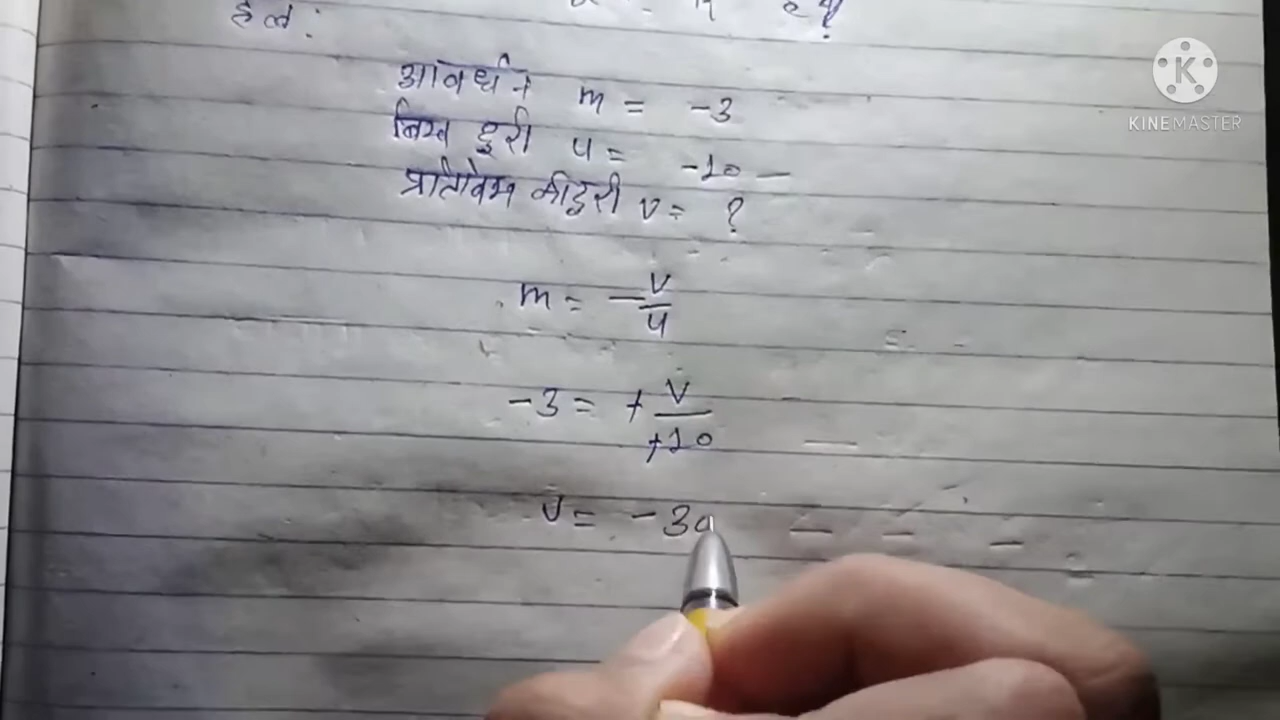 हल :
आवर्धन m = -3
बिम्ब दूरी u = -10
प्रतिबिम्ब की दूरी v = ?
m = - v/u
-3 = + v/+10
v = -30
K
KINEMASTER